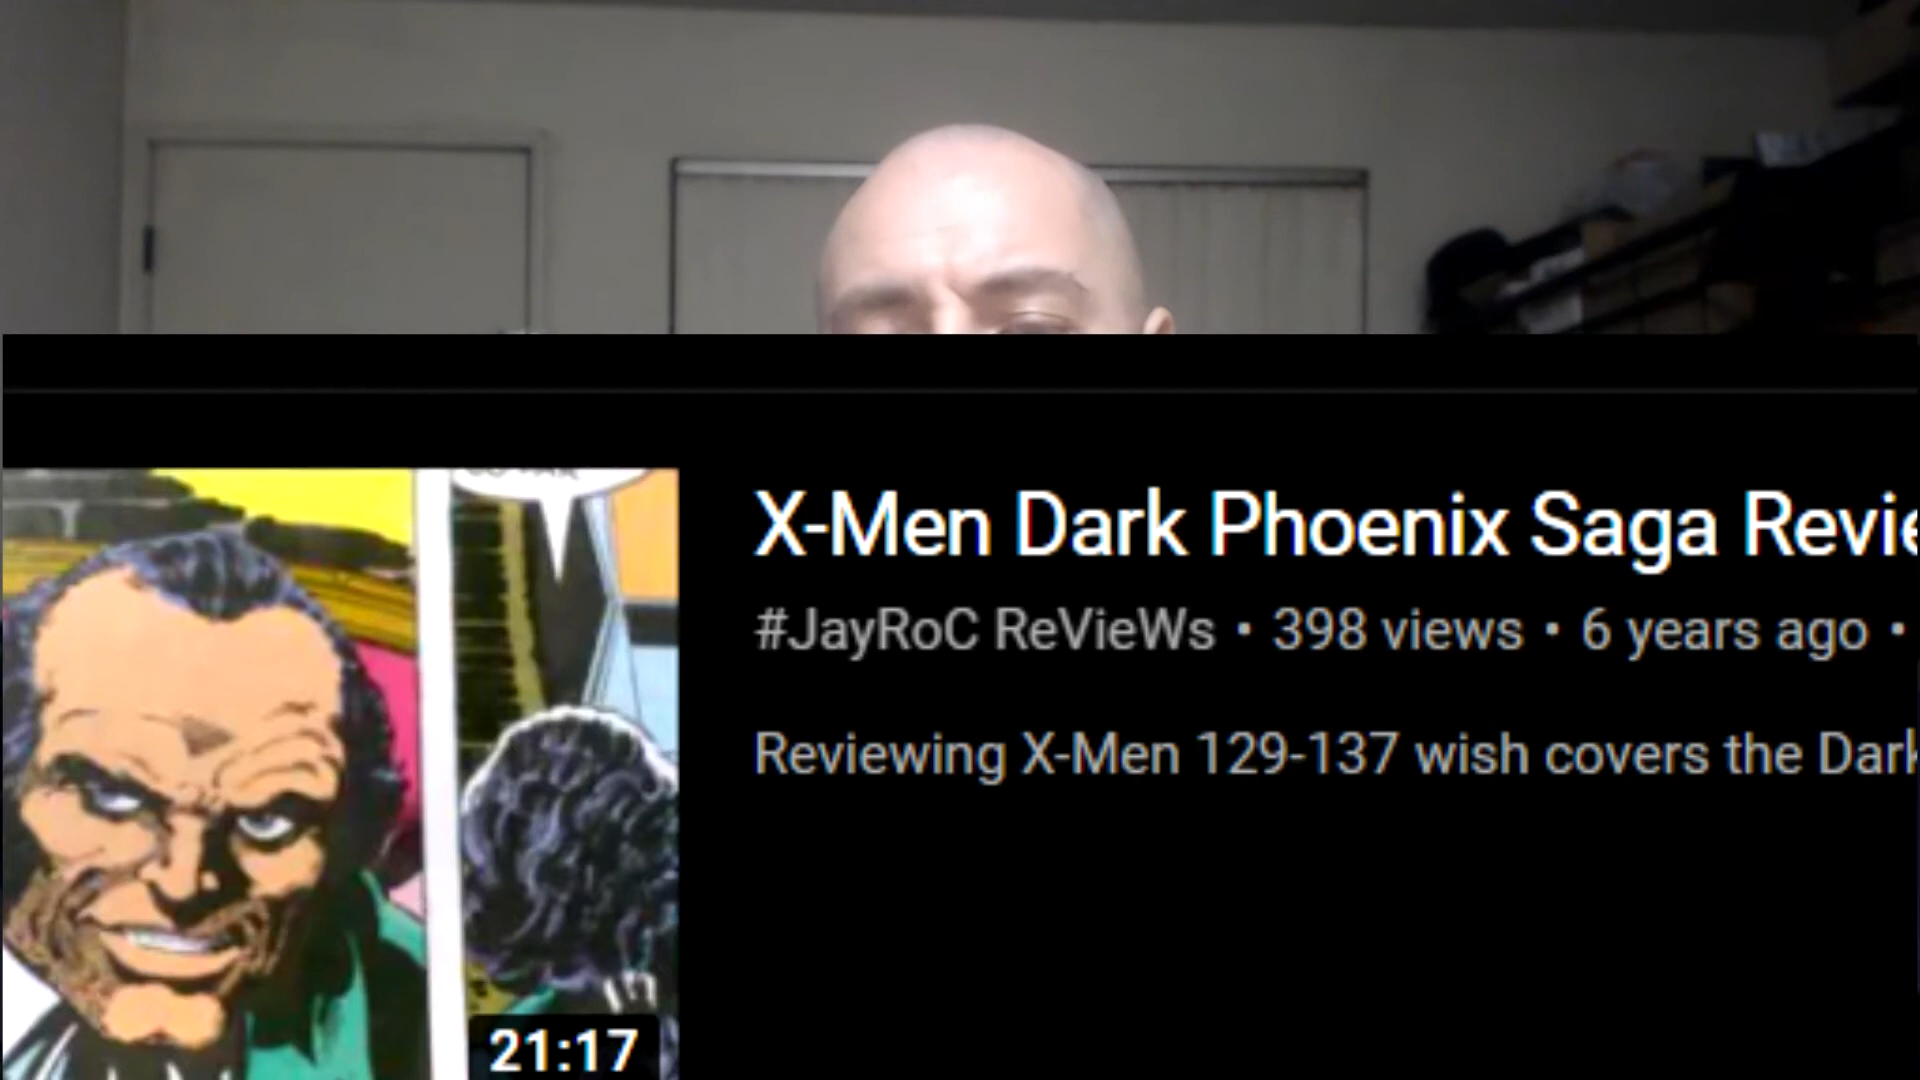 X-Men Dark Phoenix Saga Revie
#JayRoC ReVieWs • 398 views • 6 years ago •
Reviewing X-Men 129-137 wish covers the Dark
21:17